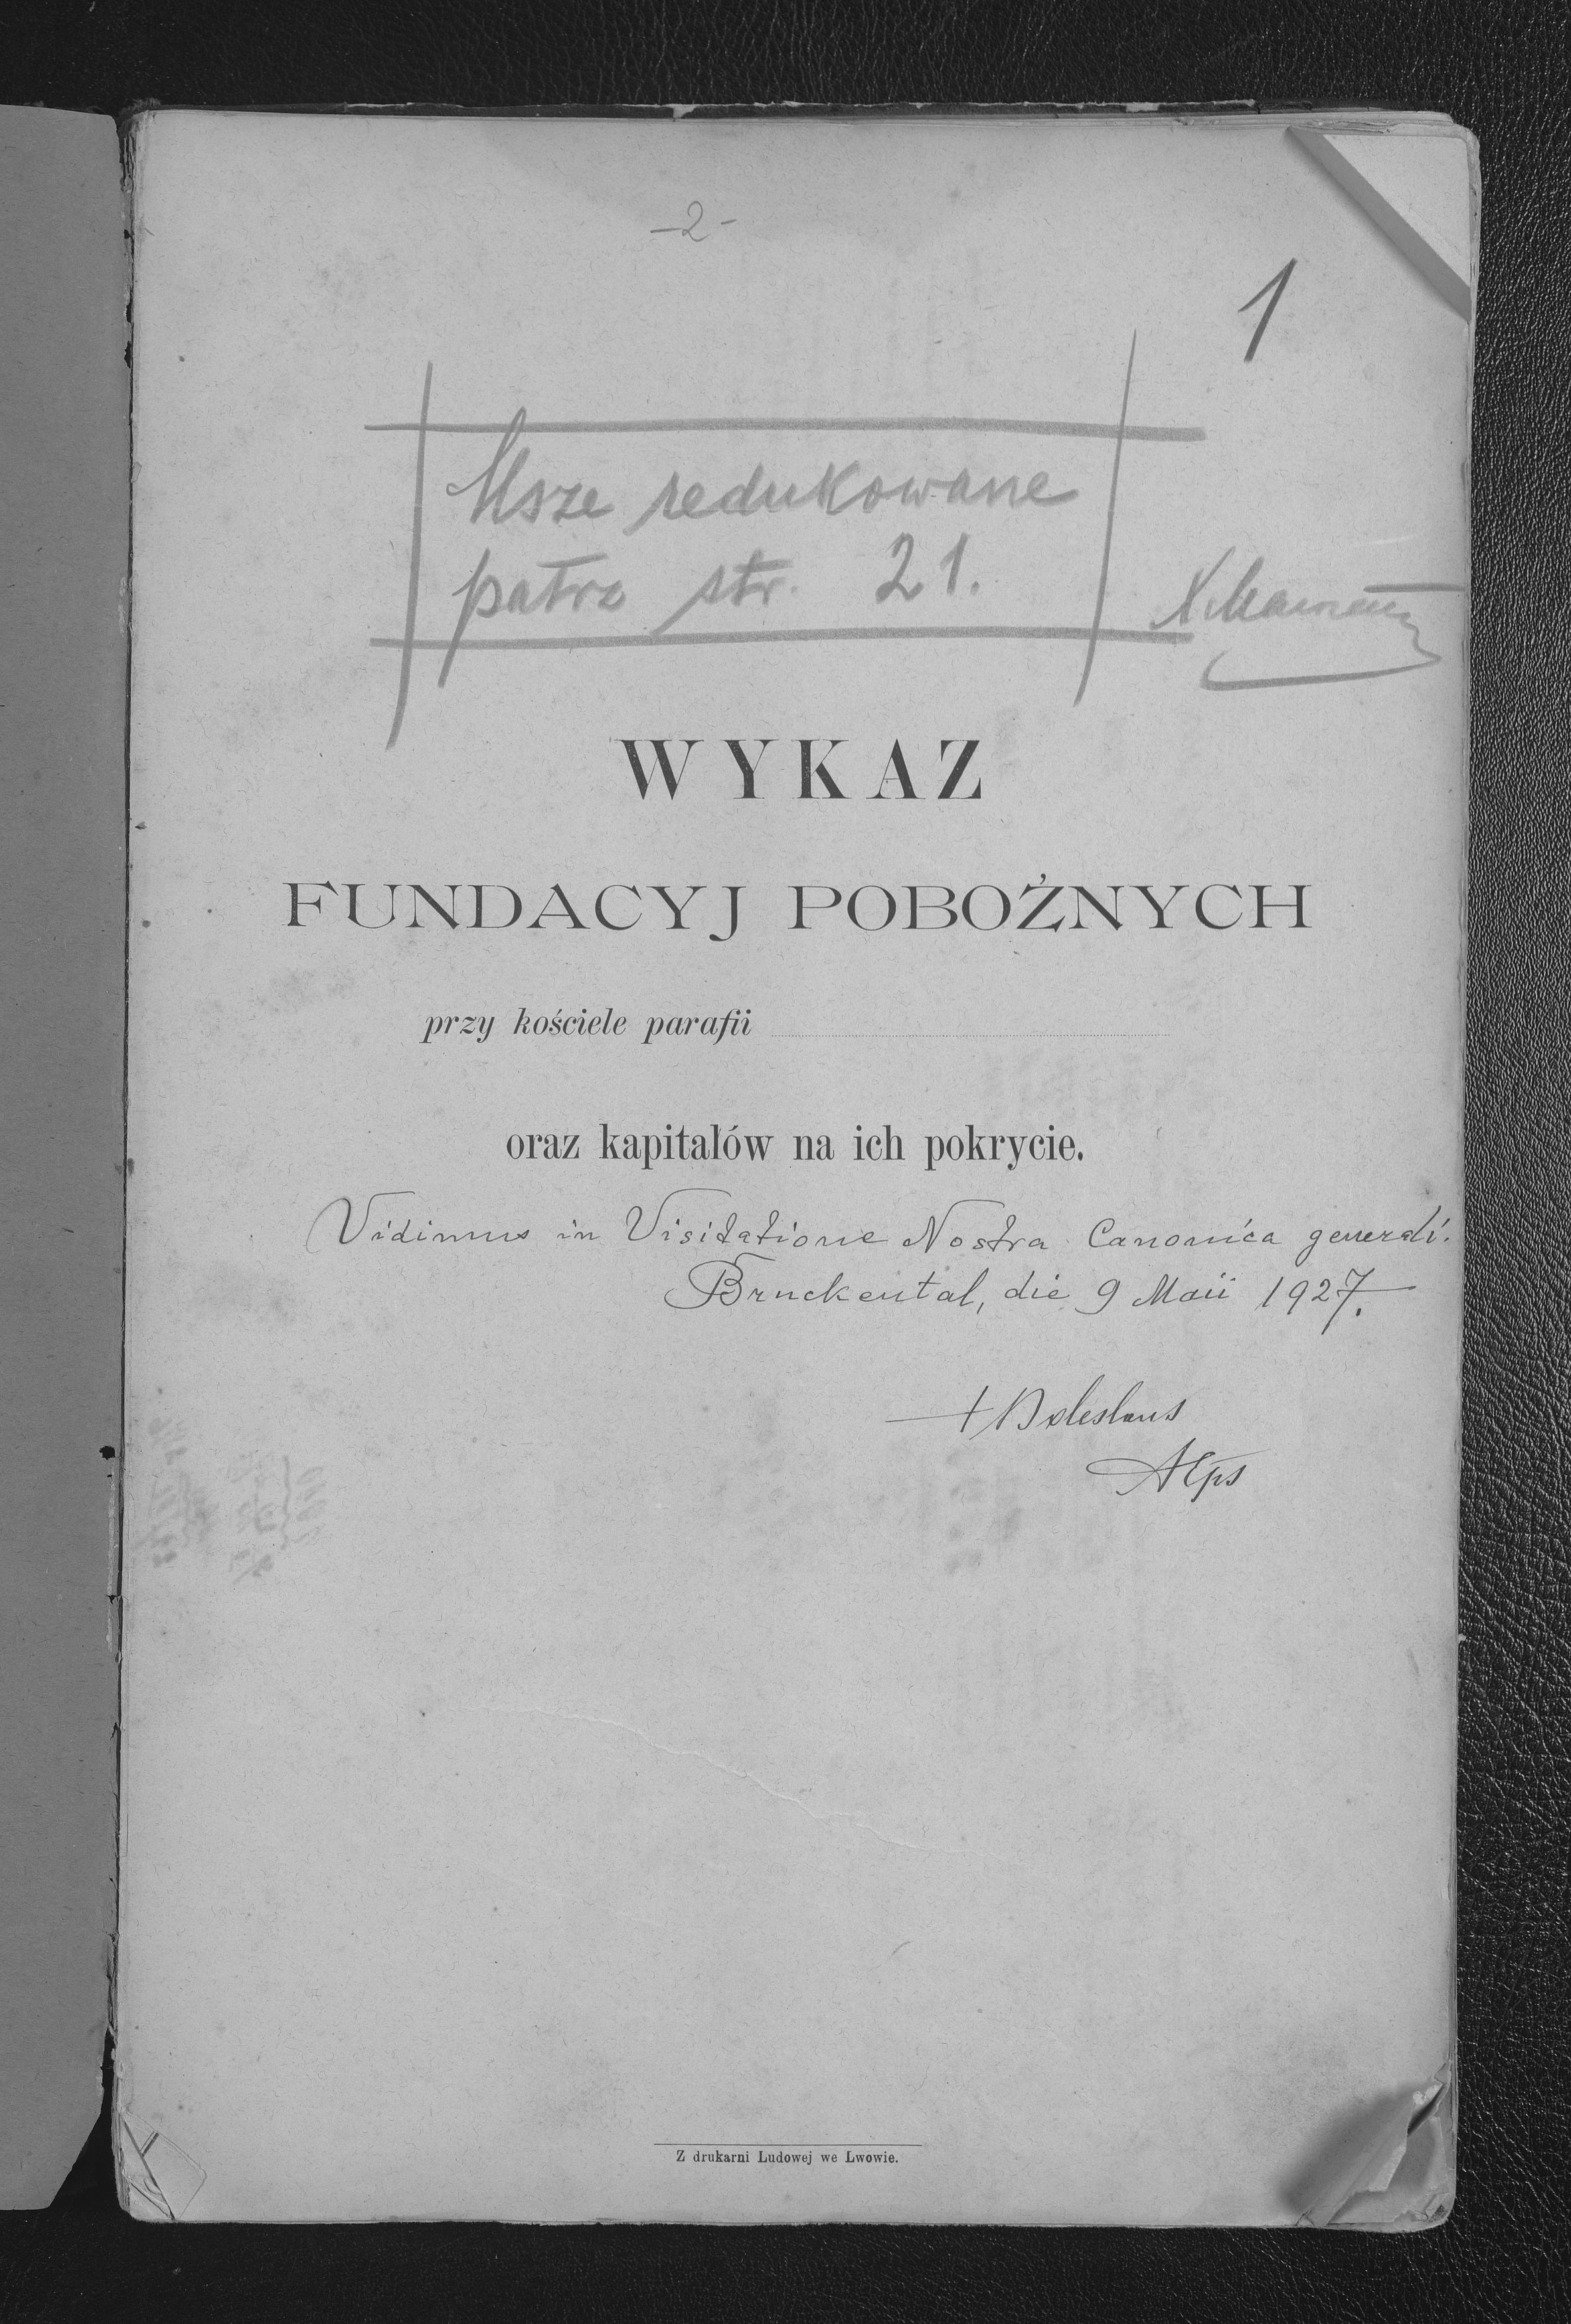 -2-
1
Msze redukowane
patrz str. 21.
WYKAZ
FUNDACYJ POBOŻNYCH
przy kościele parafii
oraz kapitałów na ich pokrycie.
Vidimus in Visitatione Nostra Canonica generali.
Bruckental, die 9 Maii 1927.
+ Boleslaus
AEps
Z drukarni Ludowej we Lwowie.